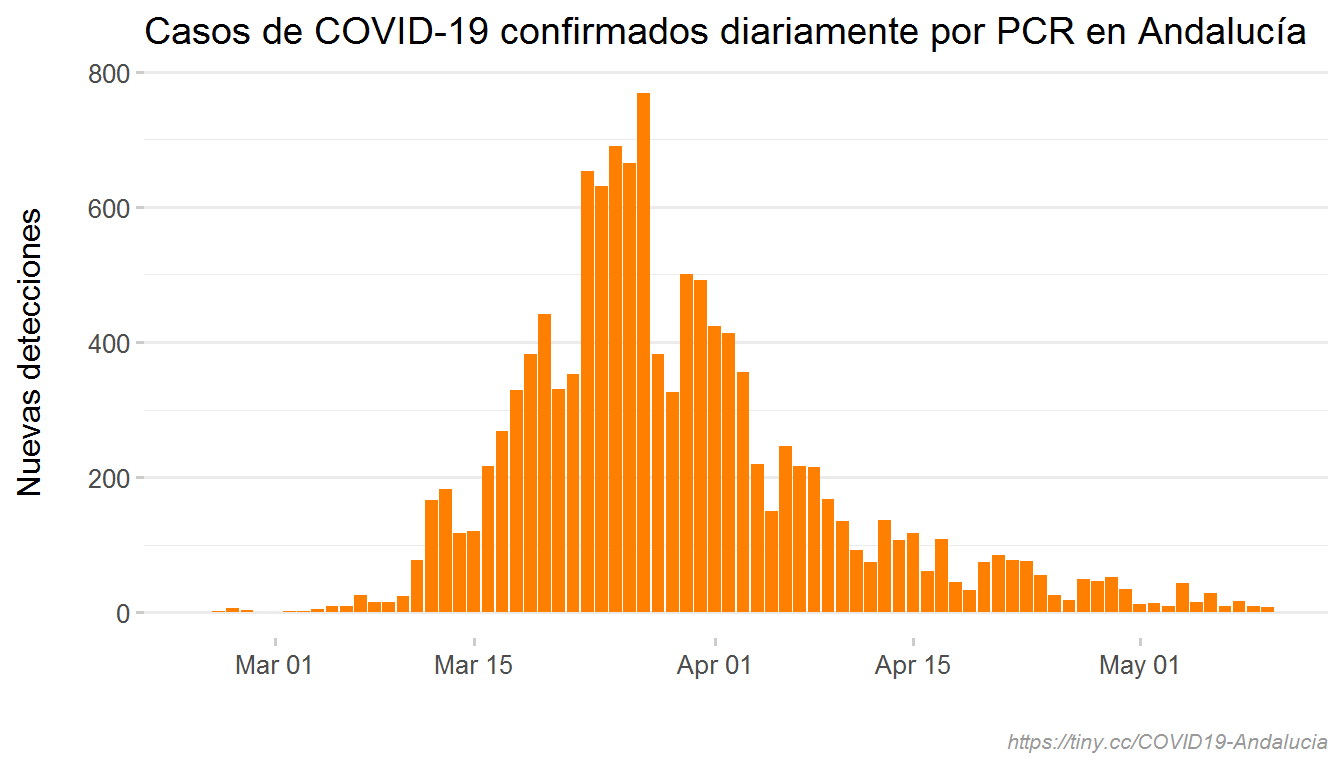 Casos de COVID-19 confirmados diariamente por PCR en Andalucía
Nuevas detecciones
800
600
400
200
0
Mar 01 Mar 15 Apr 01 Apr 15 May 01
https://tiny.cc/COVID19-Andalucia